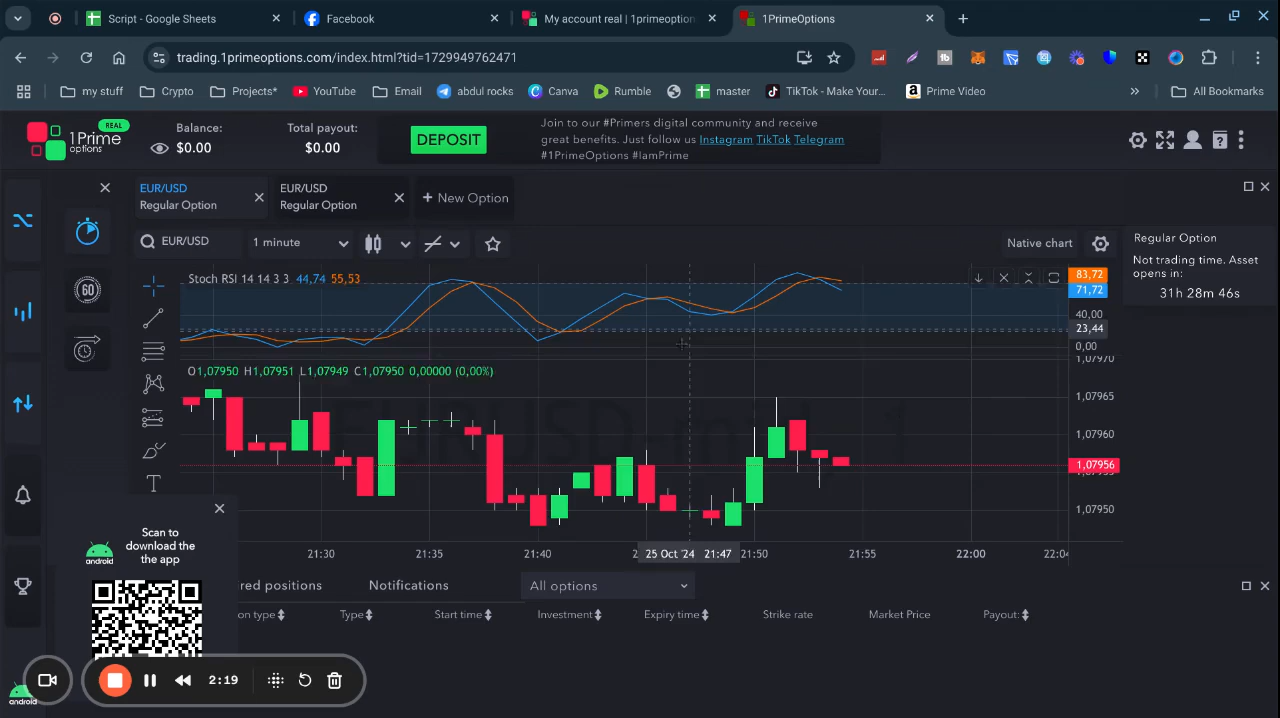 Script - Google Sheets
Facebook
My account real | 1primeoption
1PrimeOptions
trading.1primeoptions.com/index.html?tid=1729949762471
my stuff
Crypto
Projects*
YouTube
Email
abdul rocks
Canva
Rumble
master
TikTok - Make Your...
Prime Video
All Bookmarks
REAL
1Prime
options
Balance:
$0.00
Total payout:
$0.00
DEPOSIT
Join to our #Primers digital community and receive
great benefits. Just follow us Instagram TikTok Telegram
#1PrimeOptions #IamPrime
EUR/USD
Regular Option
EUR/USD
Regular Option
+ New Option
EUR/USD
1 minute
Native chart
Regular Option
Not trading time. Asset
opens in:
31h 28m 46s
60
Stoch RSI 14 14 3 3 44,74 55,53
83,72
71,72
40,00
23,44
0,00
1,07970
O1,07950 H1,07951 L1,07949 C1,07950 0,00000 (0,00%)
1,07965
1,07960
1,07956
1,07950
T
21:30
21:35
21:40
25 Oct '24 21:47
21:50
21:55
22:00
22:04
Scan to
download the
the app
android
red positions
Notifications
All options
on type
Type
Start time
Investment
Expiry time
Strike rate
Market Price
Payout:
2:19
android